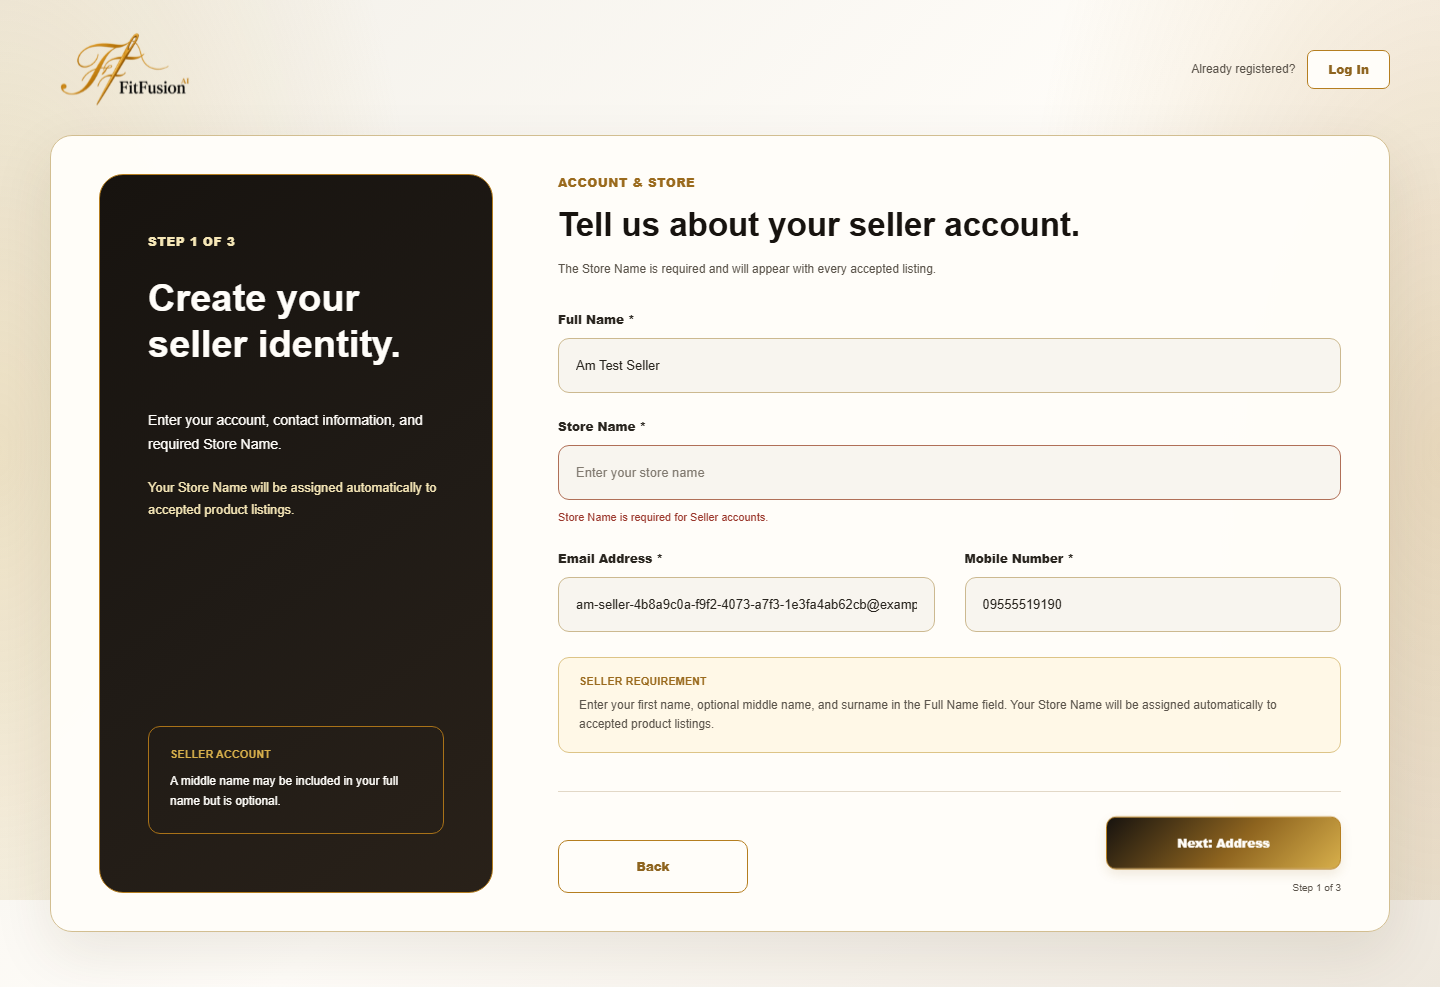 FitFusion AI
Already registered?
Log In
STEP 1 OF 3
Create your
seller identity.
Enter your account, contact information, and
required Store Name.
Your Store Name will be assigned automatically to
accepted product listings.
SELLER ACCOUNT
A middle name may be included in your full
name but is optional.
ACCOUNT & STORE
Tell us about your seller account.
The Store Name is required and will appear with every accepted listing.
Full Name *
Am Test Seller
Store Name *
Enter your store name
Store Name is required for Seller accounts.
Email Address *
am-seller-4b8a9c0a-f9f2-4073-a7f3-1e3fa4ab62cb@examp
Mobile Number *
09555519190
SELLER REQUIREMENT
Enter your first name, optional middle name, and surname in the Full Name field. Your Store Name will be assigned automatically to
accepted product listings.
Back
Next: Address
Step 1 of 3